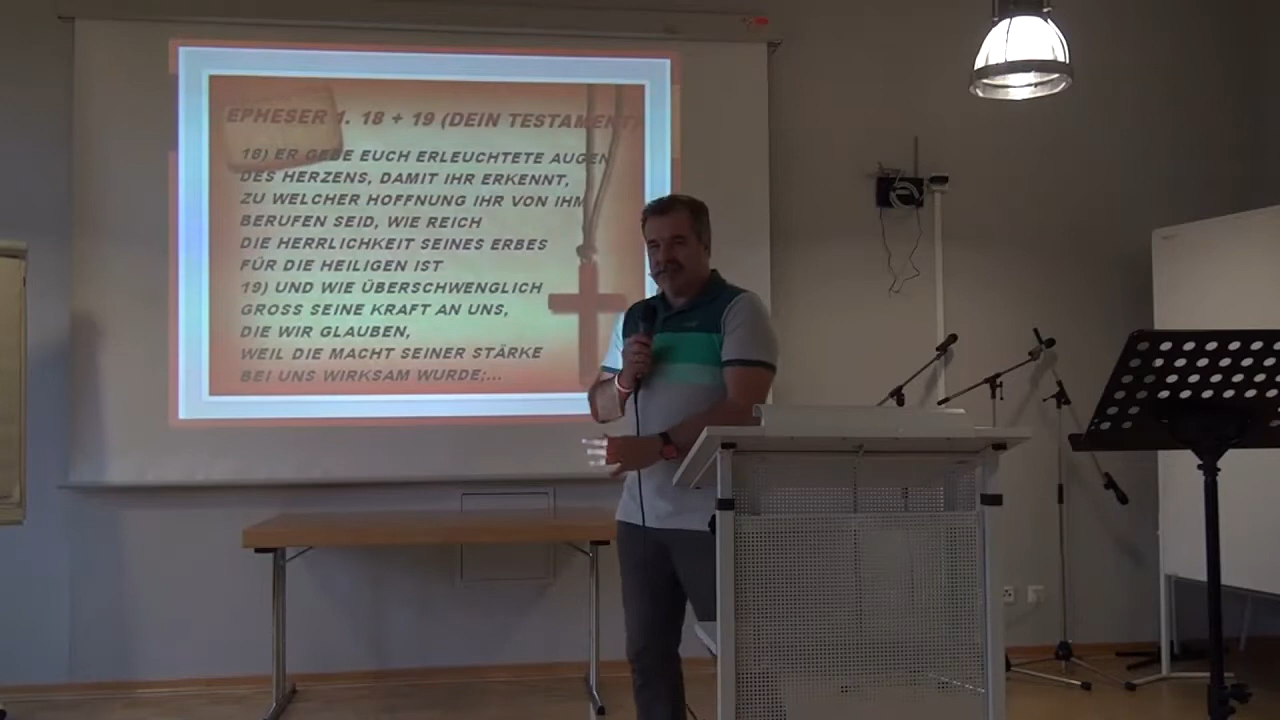 EPHESER 1. 18 + 19 (DEIN TESTAMENT)
18) ER GEBE EUCH ERLEUCHTETE AUGEN
DES HERZENS, DAMIT IHR ERKENNT,
ZU WELCHER HOFFNUNG IHR VON IHM
BERUFEN SEID, WIE REICH
DIE HERRLICHKEIT SEINES ERBES
FÜR DIE HEILIGEN IST
19) UND WIE ÜBERSCHWENGLICH
GROSS SEINE KRAFT AN UNS,
DIE WIR GLAUBEN,
WEIL DIE MACHT SEINER STÄRKE
BEI UNS WIRKSAM WURDE;...